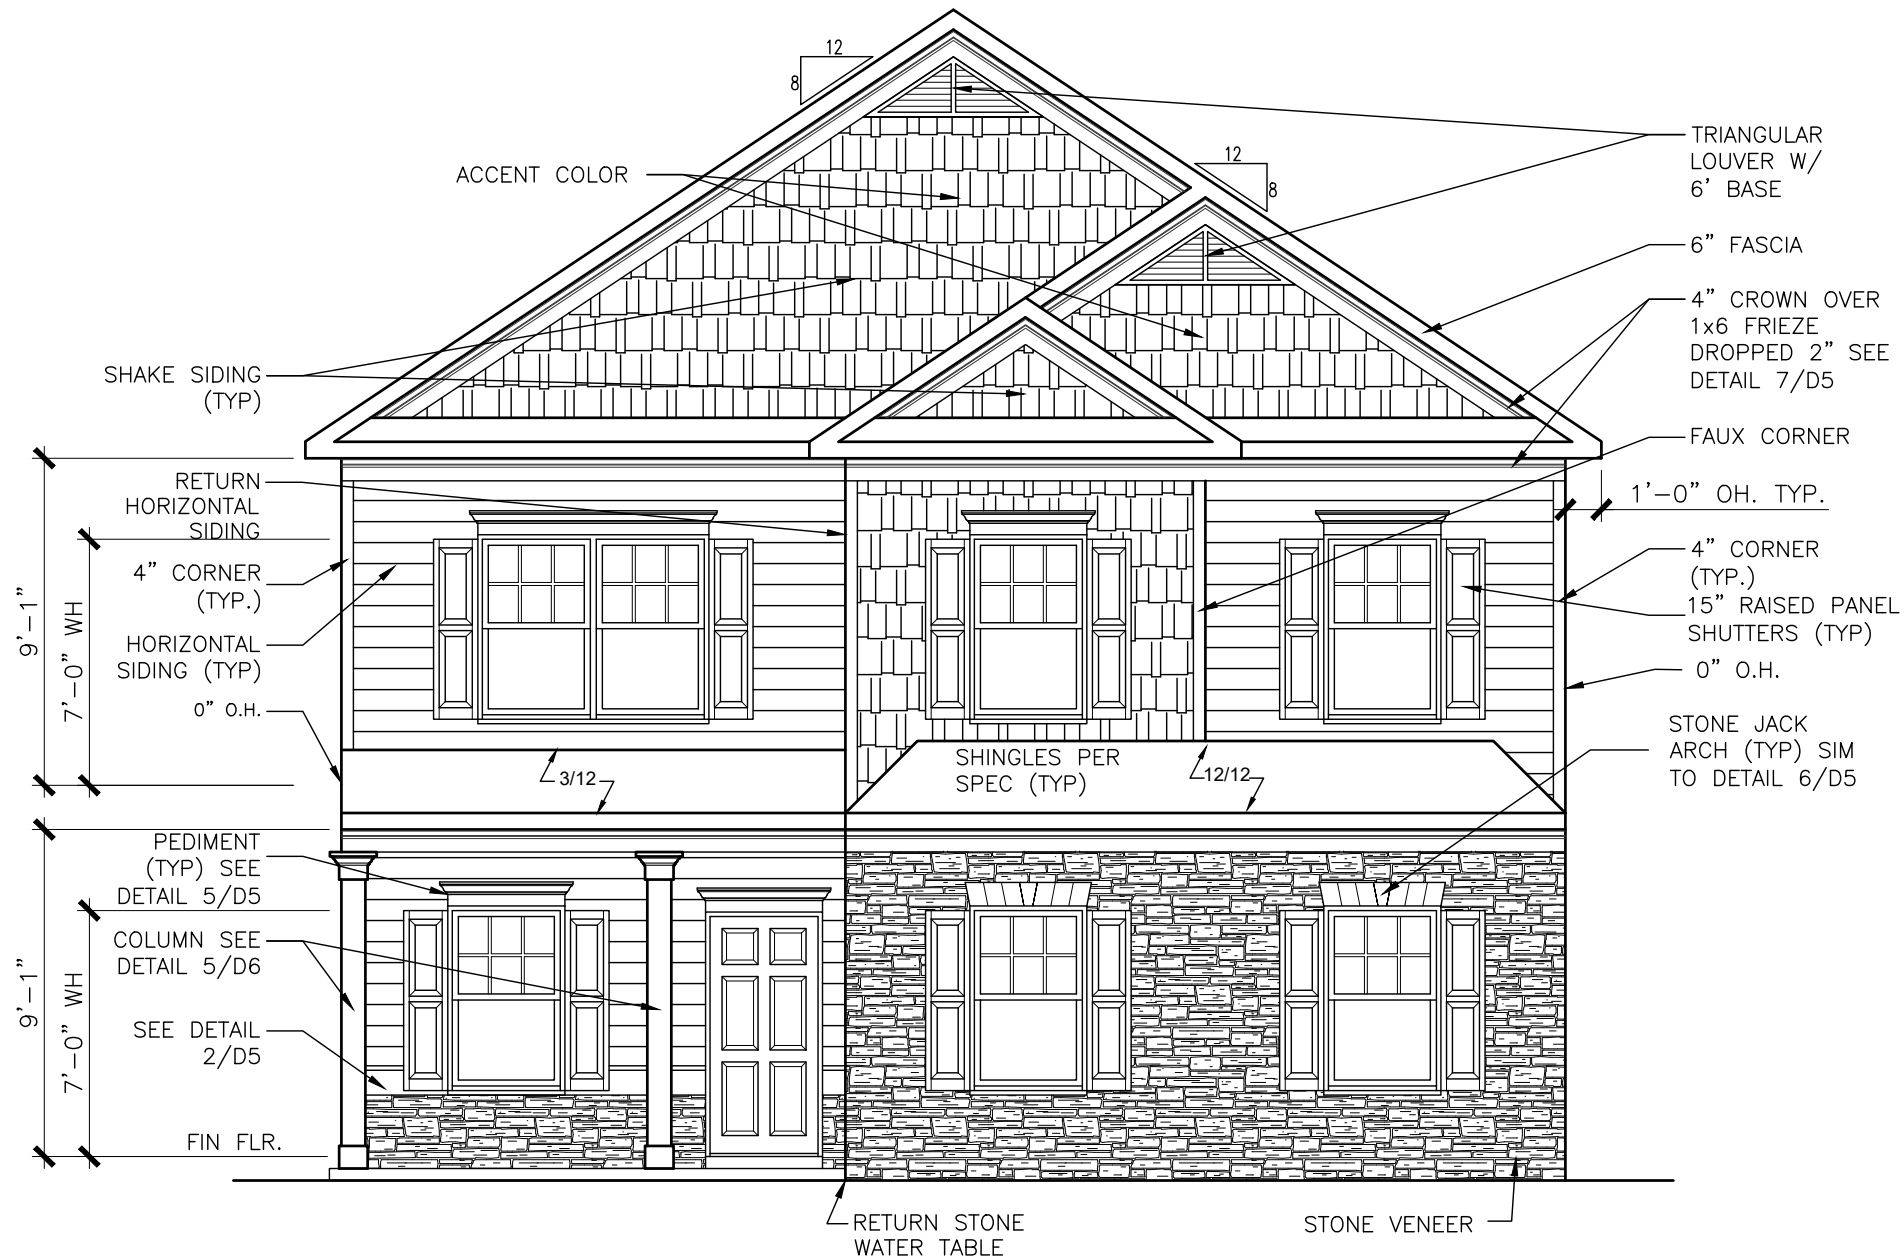 12
8
12
8
ACCENT COLOR
TRIANGULAR
LOUVER W/
6' BASE
6" FASCIA
4" CROWN OVER
1x6 FRIEZE
DROPPED 2" SEE
DETAIL 7/D5
SHAKE SIDING
(TYP)
FAUX CORNER
RETURN
HORIZONTAL
SIDING
1'-0" OH. TYP.
4" CORNER
(TYP.)
4" CORNER
(TYP.)
15" RAISED PANEL
SHUTTERS (TYP)
9'-1"
7'-0" WH
HORIZONTAL
SIDING (TYP)
0" O.H.
0" O.H.
STONE JACK
ARCH (TYP) SIM
TO DETAIL 6/D5
SHINGLES PER
SPEC (TYP)
3/12
12/12
PEDIMENT
(TYP) SEE
DETAIL 5/D5
COLUMN SEE
DETAIL 5/D6
9'-1"
7'-0" WH
SEE DETAIL
2/D5
FIN FLR.
RETURN STONE
WATER TABLE
STONE VENEER